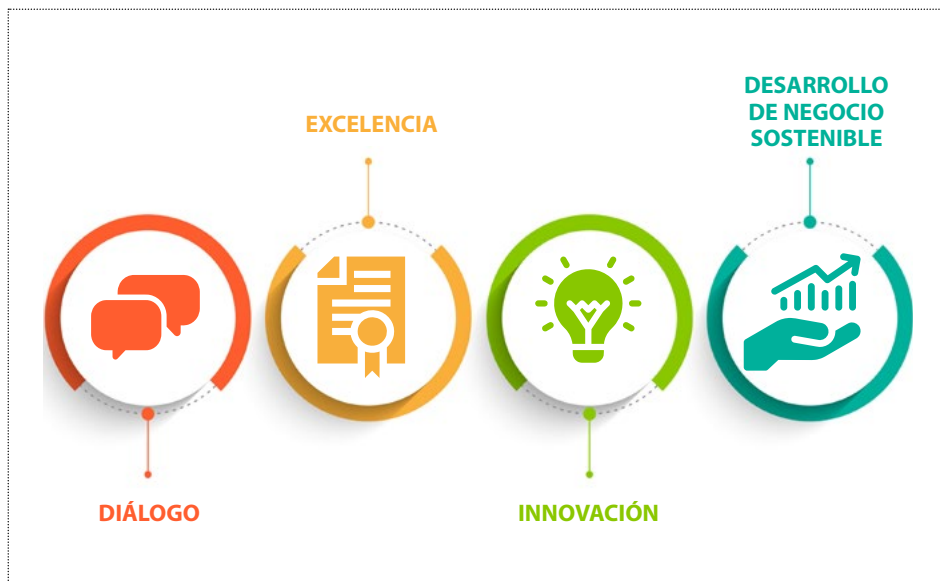 DIÁLOGO
EXCELENCIA
INNOVACIÓN
DESARROLLO
DE NEGOCIO
SOSTENIBLE